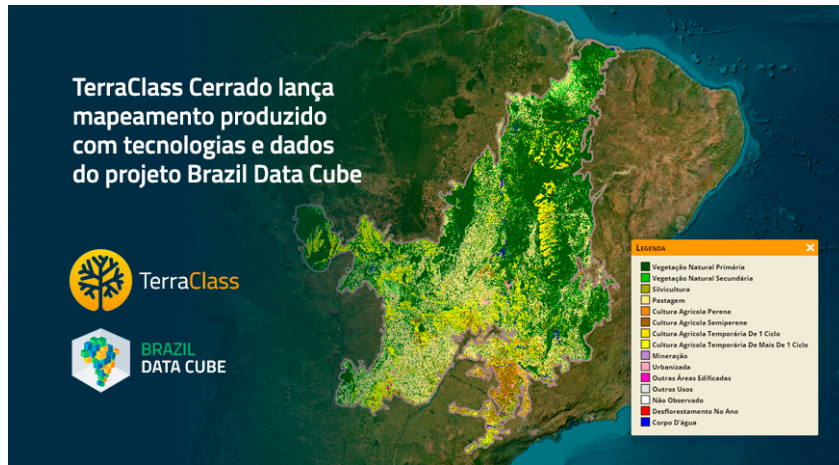 TerraClass Cerrado lança
mapeamento produzido
com tecnologias e dados
do projeto Brazil Data Cube
TerraClass
BRAZIL
DATA CUBE
LEGENDA
Vegetação Natural Primária
Vegetação Natural Secundária
Silvicultura
Pastagem
Cultura Agrícola Perene
Cultura Agrícola Semiperene
Cultura Agrícola Temporária De 1 Ciclo
Cultura Agrícola Temporária De Mais De 1 Ciclo
Mineração
Urbanizada
Outras Áreas Edificadas
Outros Usos
Não Observado
Desflorestamento No Ano
Corpo D'água